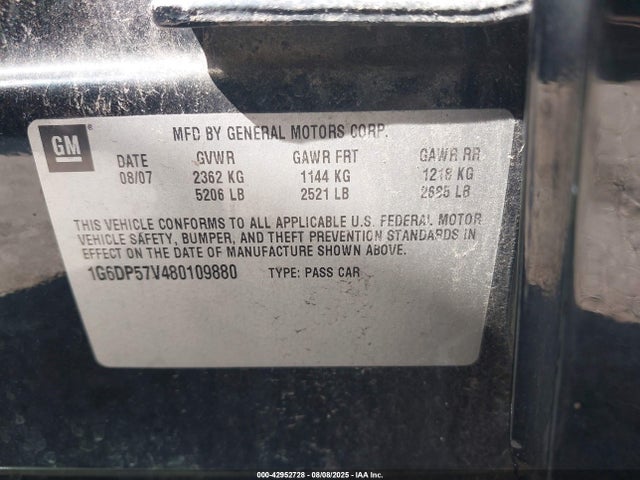 GM
MFD BY GENERAL MOTORS CORP.
DATE GVWR GAWR FRT GAWR RR
08/07 2362 KG 1144 KG 1218 KG
5206 LB 2521 LB 2685 LB
THIS VEHICLE CONFORMS TO ALL APPLICABLE U.S. FEDERAL MOTOR
VEHICLE SAFETY, BUMPER, AND THEFT PREVENTION STANDARDS IN
EFFECT ON THE DATE OF MANUFACTURE SHOWN ABOVE.
1G6DP57V480109880 TYPE: PASS CAR
000-42952728 - 08/08/2025 - IAA Inc.